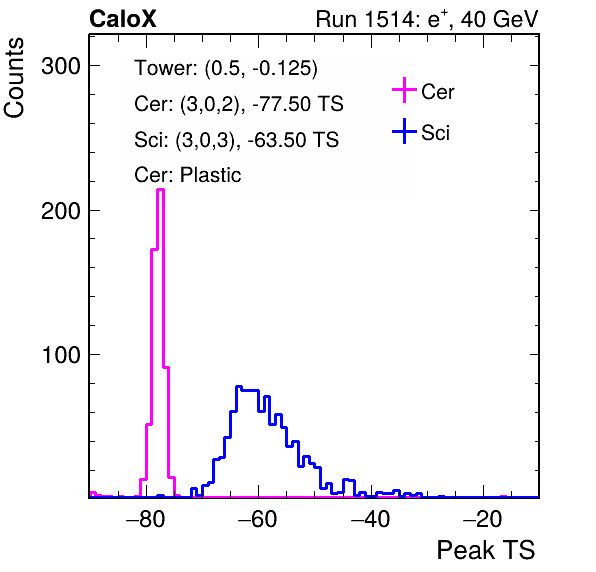 CaloX Run 1514: e⁺, 40 GeV
Counts
300
200
100
Tower: (0.5, -0.125)
Cer: (3,0,2), -77.50 TS
Sci: (3,0,3), -63.50 TS
Cer: Plastic
Cer
Sci
−80 −60 −40 −20
Peak TS